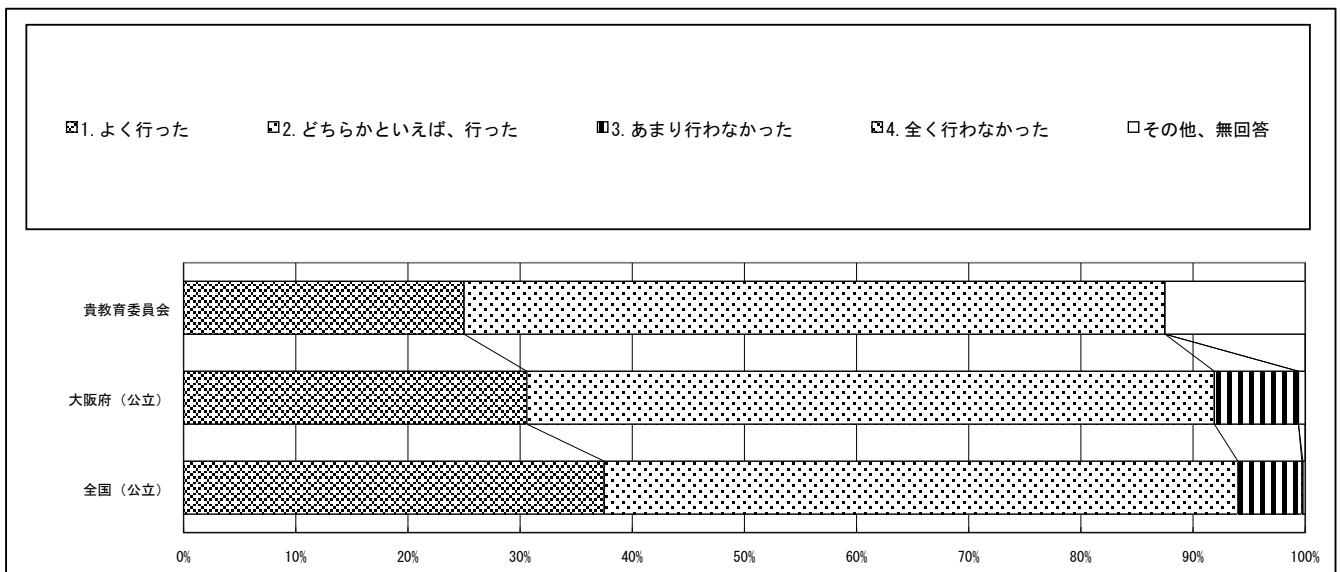 1.よく行った 2.どちらかといえば、行った 3.あまり行わなかった 4.全く行わなかった その他、無回答
貴教育委員会
大阪府（公立）
全国（公立）
0% 10% 20% 30% 40% 50% 60% 70% 80% 90% 100%